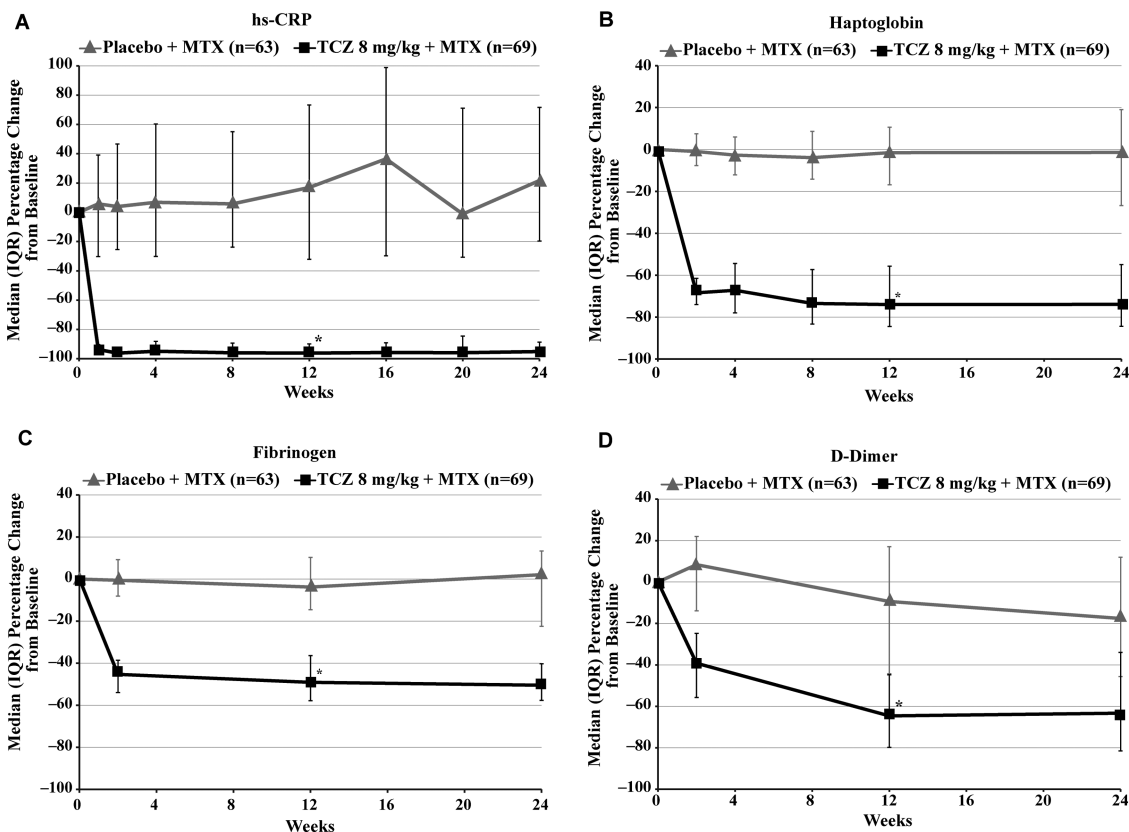 A
hs-CRP
Placebo + MTX (n=63) TCZ 8 mg/kg + MTX (n=69)
Median (IQR) Percentage Change
from Baseline
100
80
60
40
20
0
−20
−40
−60
−80
−100
*
0 4 8 12 16 20 24
Weeks
B
Haptoglobin
Placebo + MTX (n=63) TCZ 8 mg/kg + MTX (n=69)
Median (IQR) Percentage Change
from Baseline
40
20
0
−20
−40
−60
−80
−100
*
0 4 8 12 16 20 24
Weeks
C
Fibrinogen
Placebo + MTX (n=63) TCZ 8 mg/kg + MTX (n=69)
Median (IQR) Percentage Change
from Baseline
40
20
0
−20
−40
−60
−80
−100
*
0 4 8 12 16 20 24
Weeks
D
D-Dimer
Placebo + MTX (n=63) TCZ 8 mg/kg + MTX (n=69)
Median (IQR) Percentage Change
from Baseline
40
20
0
−20
−40
−60
−80
−100
*
0 4 8 12 16 20 24
Weeks